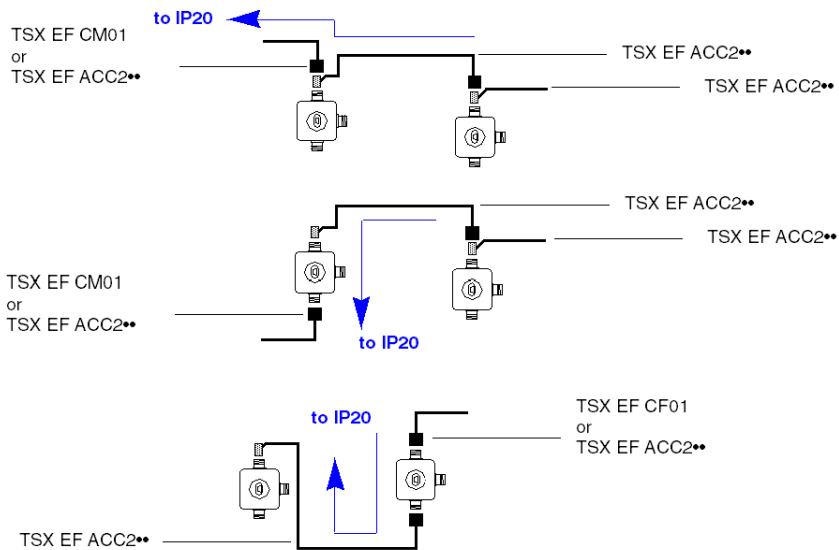 to IP20
TSX EF CM01
or
TSX EF ACC2••
TSX EF ACC2••
TSX EF ACC2••
TSX EF ACC2••
TSX EF ACC2••
TSX EF CM01
or
TSX EF ACC2••
to IP20
to IP20
TSX EF CF01
or
TSX EF ACC2••
TSX EF ACC2••